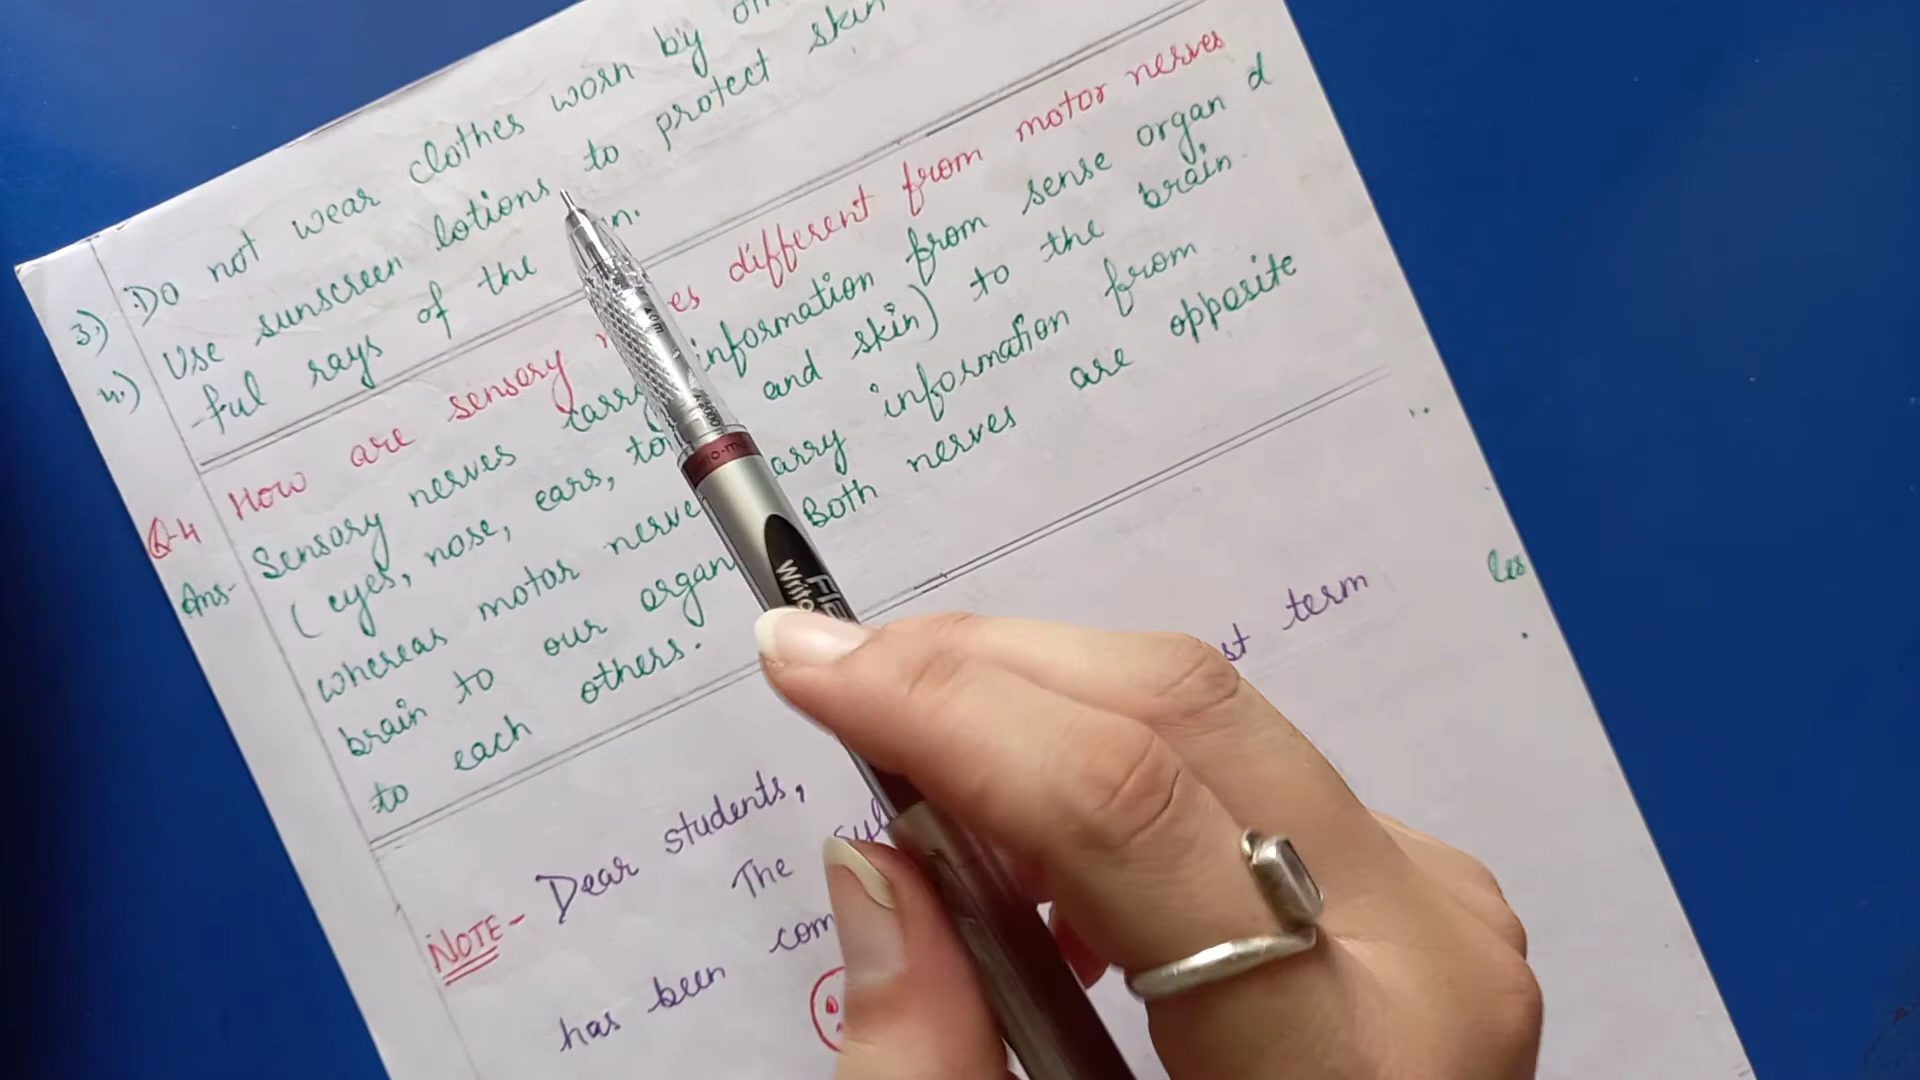 3.) Do not wear clothes worn by
4.) Use sunscreen lotions to protect skin
-ful rays of the
Q-4 How are sensory es different from motor nerves
Ans- Sensory nerves carry information from sense organ
(eyes, nose, ears, and skin) to the brain.
whereas motor nerve information from
brain to our organ Both nerves are opposite
to each others.
NOTE- Dear students,
The st term
has been